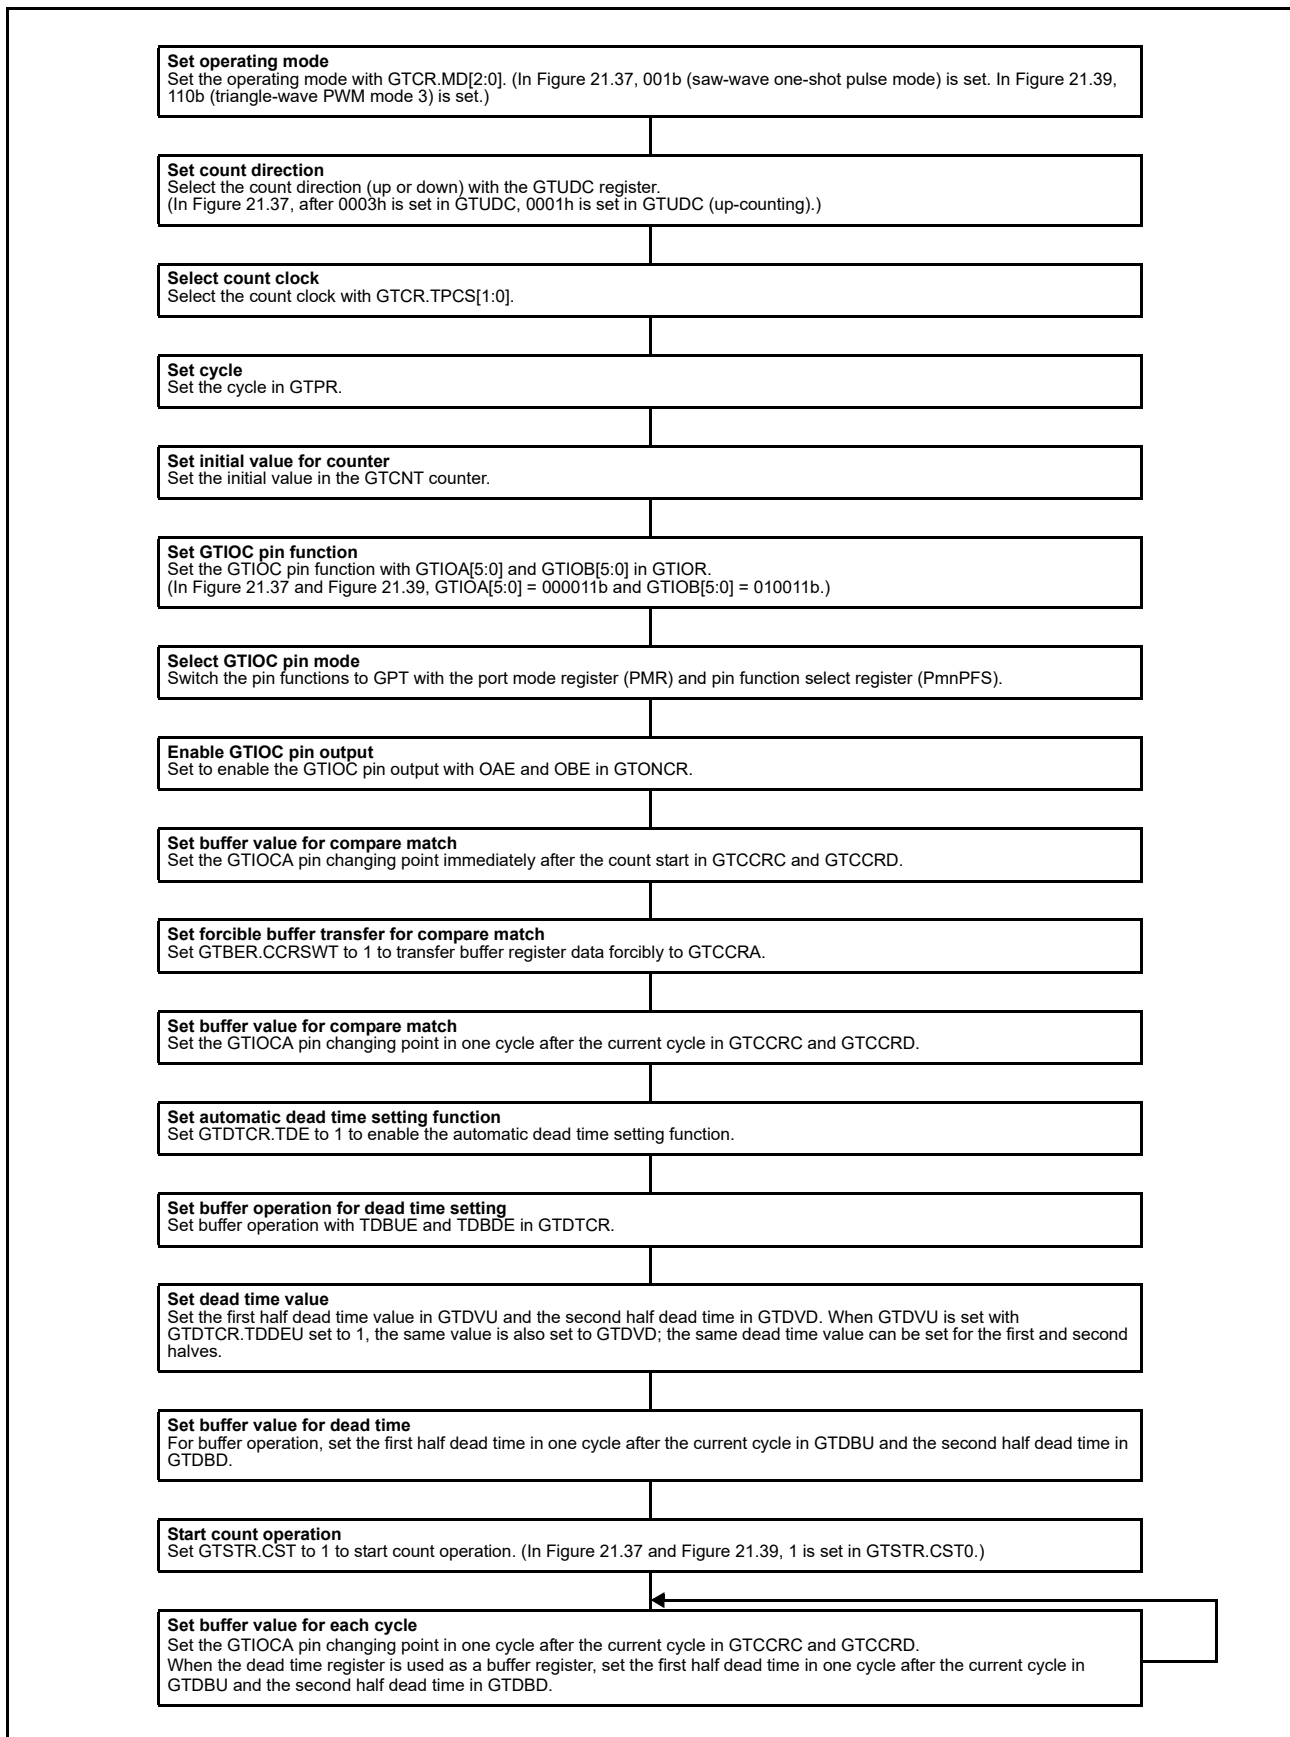 Set operating mode
Set the operating mode with GTCR.MD[2:0]. (In Figure 21.37, 001b (saw-wave one-shot pulse mode) is set. In Figure 21.39,
110b (triangle-wave PWM mode 3) is set.)
Set count direction
Select the count direction (up or down) with the GTUDC register.
(In Figure 21.37, after 0003h is set in GTUDC, 0001h is set in GTUDC (up-counting).)
Select count clock
Select the count clock with GTCR.TPCS[1:0].
Set cycle
Set the cycle in GTPR.
Set initial value for counter
Set the initial value in the GTCNT counter.
Set GTIOC pin function
Set the GTIOC pin function with GTIOA[5:0] and GTIOB[5:0] in GTIOR.
(In Figure 21.37 and Figure 21.39, GTIOA[5:0] = 000011b and GTIOB[5:0] = 010011b.)
Select GTIOC pin mode
Switch the pin functions to GPT with the port mode register (PMR) and pin function select register (PmnPFS).
Enable GTIOC pin output
Set to enable the GTIOC pin output with OAE and OBE in GTONCR.
Set buffer value for compare match
Set the GTIOCA pin changing point immediately after the count start in GTCCRC and GTCCRD.
Set forcible buffer transfer for compare match
Set GTBER.CCRSWT to 1 to transfer buffer register data forcibly to GTCCRA.
Set buffer value for compare match
Set the GTIOCA pin changing point in one cycle after the current cycle in GTCCRC and GTCCRD.
Set automatic dead time setting function
Set GTDTCR.TDE to 1 to enable the automatic dead time setting function.
Set buffer operation for dead time setting
Set buffer operation with TDBUE and TDBDE in GTDTCR.
Set dead time value
Set the first half dead time value in GTDVU and the second half dead time in GTDVD. When GTDVU is set with
GTDTCR.TDDEU set to 1, the same value is also set to GTDVD; the same dead time value can be set for the first and second
halves.
Set buffer value for dead time
For buffer operation, set the first half dead time in one cycle after the current cycle in GTDBU and the second half dead time in
GTDBD.
Start count operation
Set GTSTR.CST to 1 to start count operation. (In Figure 21.37 and Figure 21.39, 1 is set in GTSTR.CST0.)
Set buffer value for each cycle
Set the GTIOCA pin changing point in one cycle after the current cycle in GTCCRC and GTCCRD.
When the dead time register is used as a buffer register, set the first half dead time in one cycle after the current cycle in
GTDBU and the second half dead time in GTDBD.